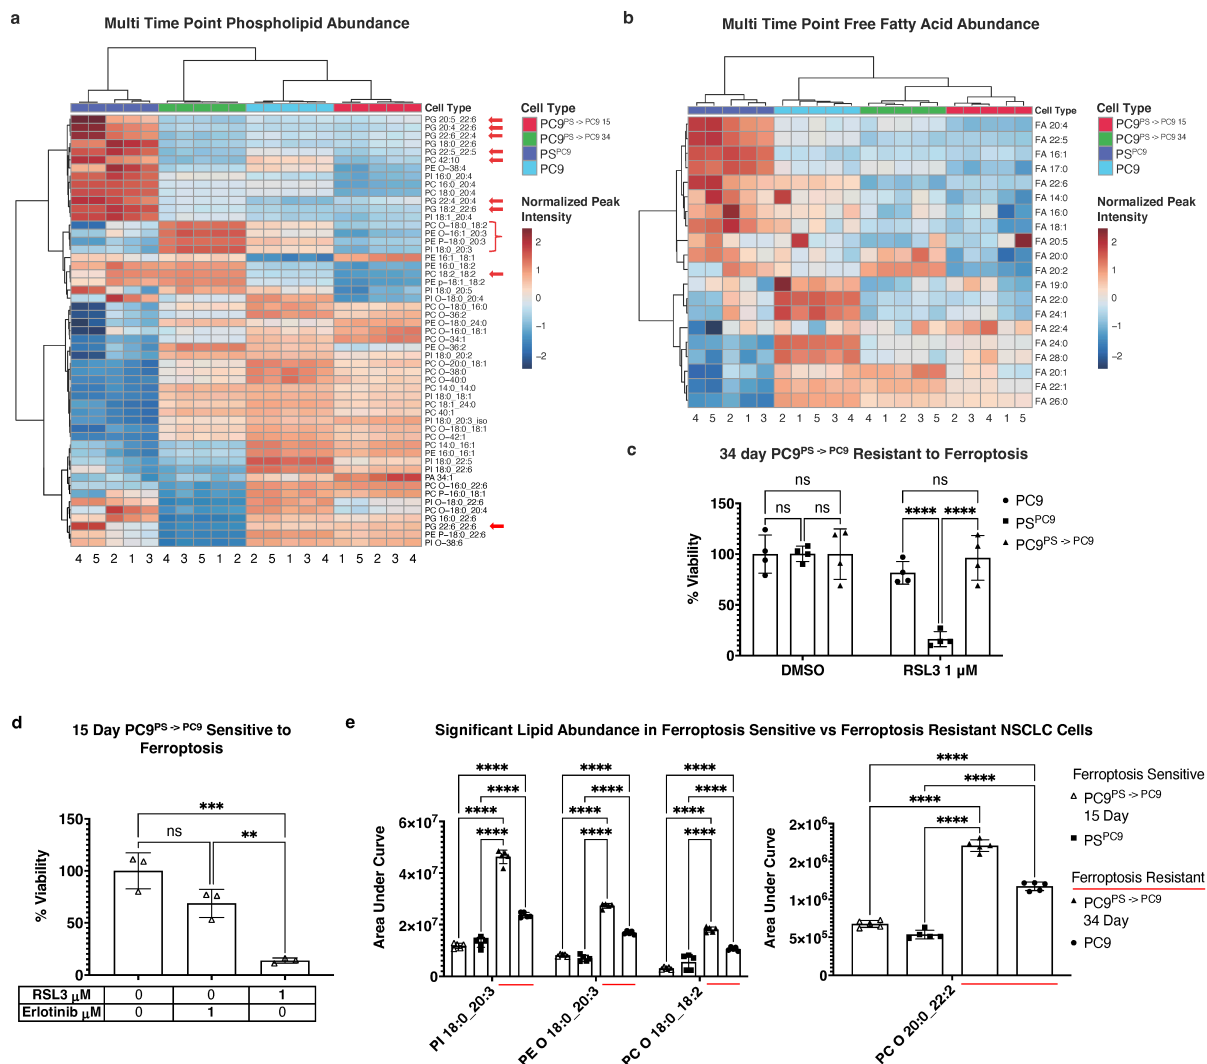 a
Multi Time Point Phospholipid Abundance
Cell Type
PG 20:5_22:6
PG 20:4_22:6
PG 22:6_22:4
PG 18:0_22:6
PG 22:5_22:5
PC 42:10
PE O-38:4
PI 16:0_20:4
PC 16:0_20:4
PC 18:0_20:4
PG 22:4_20:4
PG 18:2_22:6
PI 18:1_20:4
PC O-18:0_18:2
PE O-16:1_20:3
PE P-18:0_20:3
PI 18:0_20:3
PE 16:1_18:1
PE 16:0_18:2
PC 18:2_18:2
PE p-18:1_18:2
PI 18:0_20:5
PI O-18:0_20:4
PC O-18:0_16:0
PC O-36:2
PE O-18:0_24:0
PC O-16:0_18:1
PC O-34:1
PE O-36:2
PI 18:0_20:2
PC O-20:0_18:1
PC O-38:0
PC O-40:0
PC 14:0_14:0
PI 18:0_18:1
PC 18:1_24:0
PC 40:1
PI 18:0_20:3_iso
PC O-18:0_18:1
PC O-42:1
PC 14:0_16:1
PE 16:0_16:1
PI 18:0_22:5
PI 18:0_22:6
PA 34:1
PC O-16:0_22:6
PC P-16:0_18:1
PI O-18:0_22:6
PC O-18:0_20:4
PG 16:0_22:6
PG 22:6_22:6
PE P-18:0_22:6
PI O-38:6
4 5 2 1 3 4 3 5 1 2 2 5 1 3 4 1 5 2 3 4
Cell Type
PC9PS -> PC9 15
PC9PS -> PC9 34
PSPC9
PC9
Normalized Peak
Intensity
2
1
0
−1
−2
b
Multi Time Point Free Fatty Acid Abundance
Cell Type
FA 20:4
FA 22:5
FA 16:1
FA 17:0
FA 22:6
FA 14:0
FA 16:0
FA 18:1
FA 20:5
FA 20:0
FA 20:2
FA 19:0
FA 22:0
FA 24:1
FA 22:4
FA 24:0
FA 28:0
FA 20:1
FA 22:1
FA 26:0
4 5 2 1 3 2 1 5 3 4 4 1 2 3 5 2 3 4 1 5
Cell Type
PC9PS -> PC9 15
PC9PS -> PC9 34
PSPC9
PC9
Normalized Peak
Intensity
2
1
0
−1
−2
c
34 day PC9PS -> PC9 Resistant to Ferroptosis
ns
ns
ns ns
**** ****
% Viability
150
100
50
0
DMSO
RSL3 1 µM
PC9
PSPC9
PC9PS -> PC9
d
15 Day PC9PS -> PC9 Sensitive to
Ferroptosis
***
ns
**
% Viability
150
100
50
0
RSL3 µM 0 0 1
Erlotinib µM 0 1 0
e
Significant Lipid Abundance in Ferroptosis Sensitive vs Ferroptosis Resistant NSCLC Cells
**** **** ****
**** **** ****
**** **** ****
**** **** ****
Area Under Curve
6×10⁷
4×10⁷
2×10⁷
0
PI 18:0_20:3
PE O 18:0_20:3
PC O 18:0_18:2
****
****
****
****
Area Under Curve
2×10⁶
2×10⁶
1×10⁶
5×10⁵
0
PC O 20:0_22:2
Ferroptosis Sensitive
PC9PS -> PC9
15 Day
PSPC9
Ferroptosis Resistant
PC9PS -> PC9
34 Day
PC9